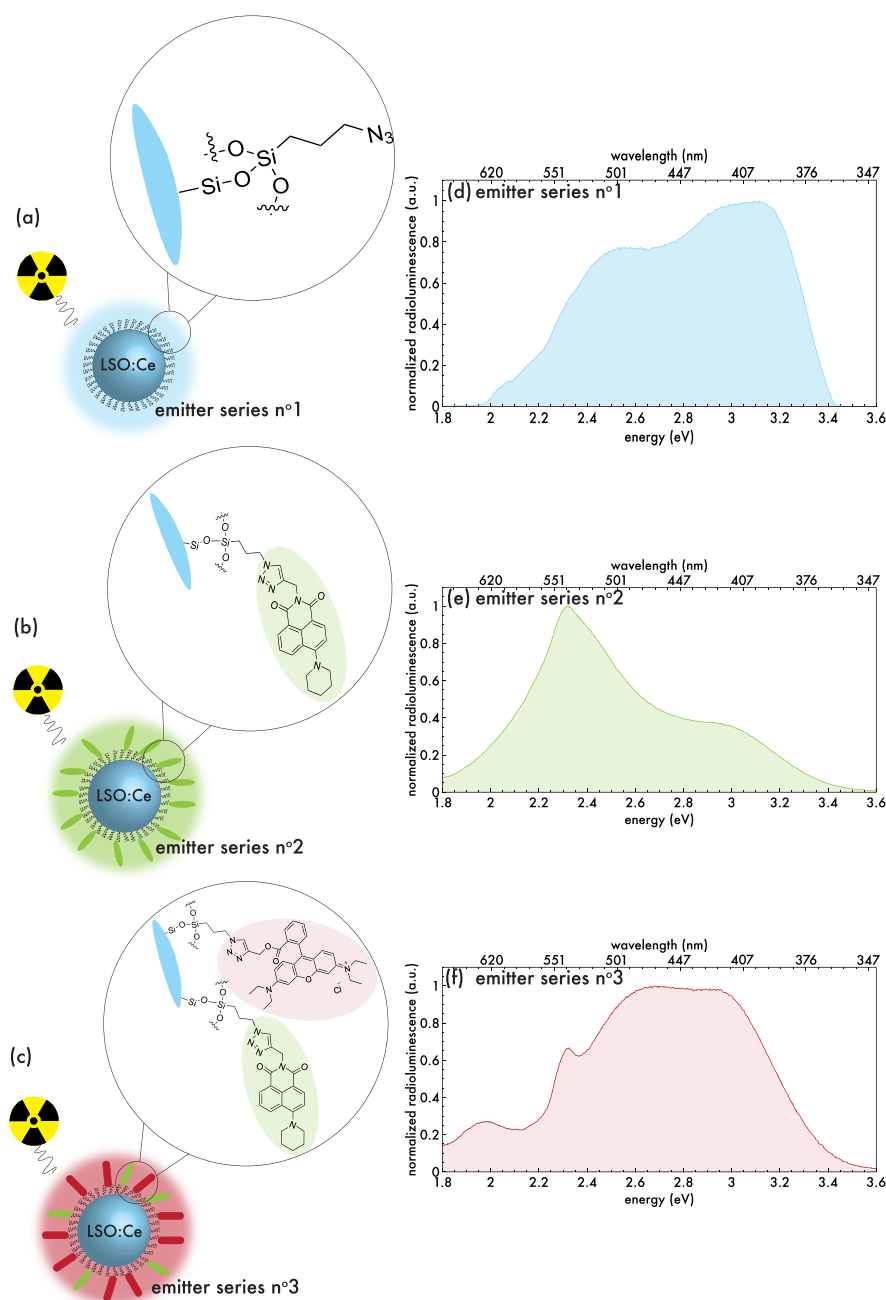 (a)
O
Si
N3
Si
O
O
LSO:Ce
emitter series nº1
wavelength (nm)
620 551 501 447 407 376 347
(d) emitter series nº1
normalized radioluminescence (a.u.)
1
0.8
0.6
0.4
0.2
0
1.8 2 2.2 2.4 2.6 2.8 3 3.2 3.4 3.6
energy (eV)
(b)
O
Si O Si
O
N
N N
O N O
N
LSO:Ce
emitter series nº2
wavelength (nm)
620 551 501 447 407 376 347
(e) emitter series nº2
normalized radioluminescence (a.u.)
1
0.8
0.6
0.4
0.2
0
1.8 2 2.2 2.4 2.6 2.8 3 3.2 3.4 3.6
energy (eV)
(c)
O
Si O Si
O
N
N N
O
O
N O N+
Cl-
O
Si O Si
O
N
N N
O N O
N
LSO:Ce
emitter series nº3
wavelength (nm)
620 551 501 447 407 376 347
(f) emitter series nº3
normalized radioluminescence (a.u.)
1
0.8
0.6
0.4
0.2
0
1.8 2 2.2 2.4 2.6 2.8 3 3.2 3.4 3.6
energy (eV)